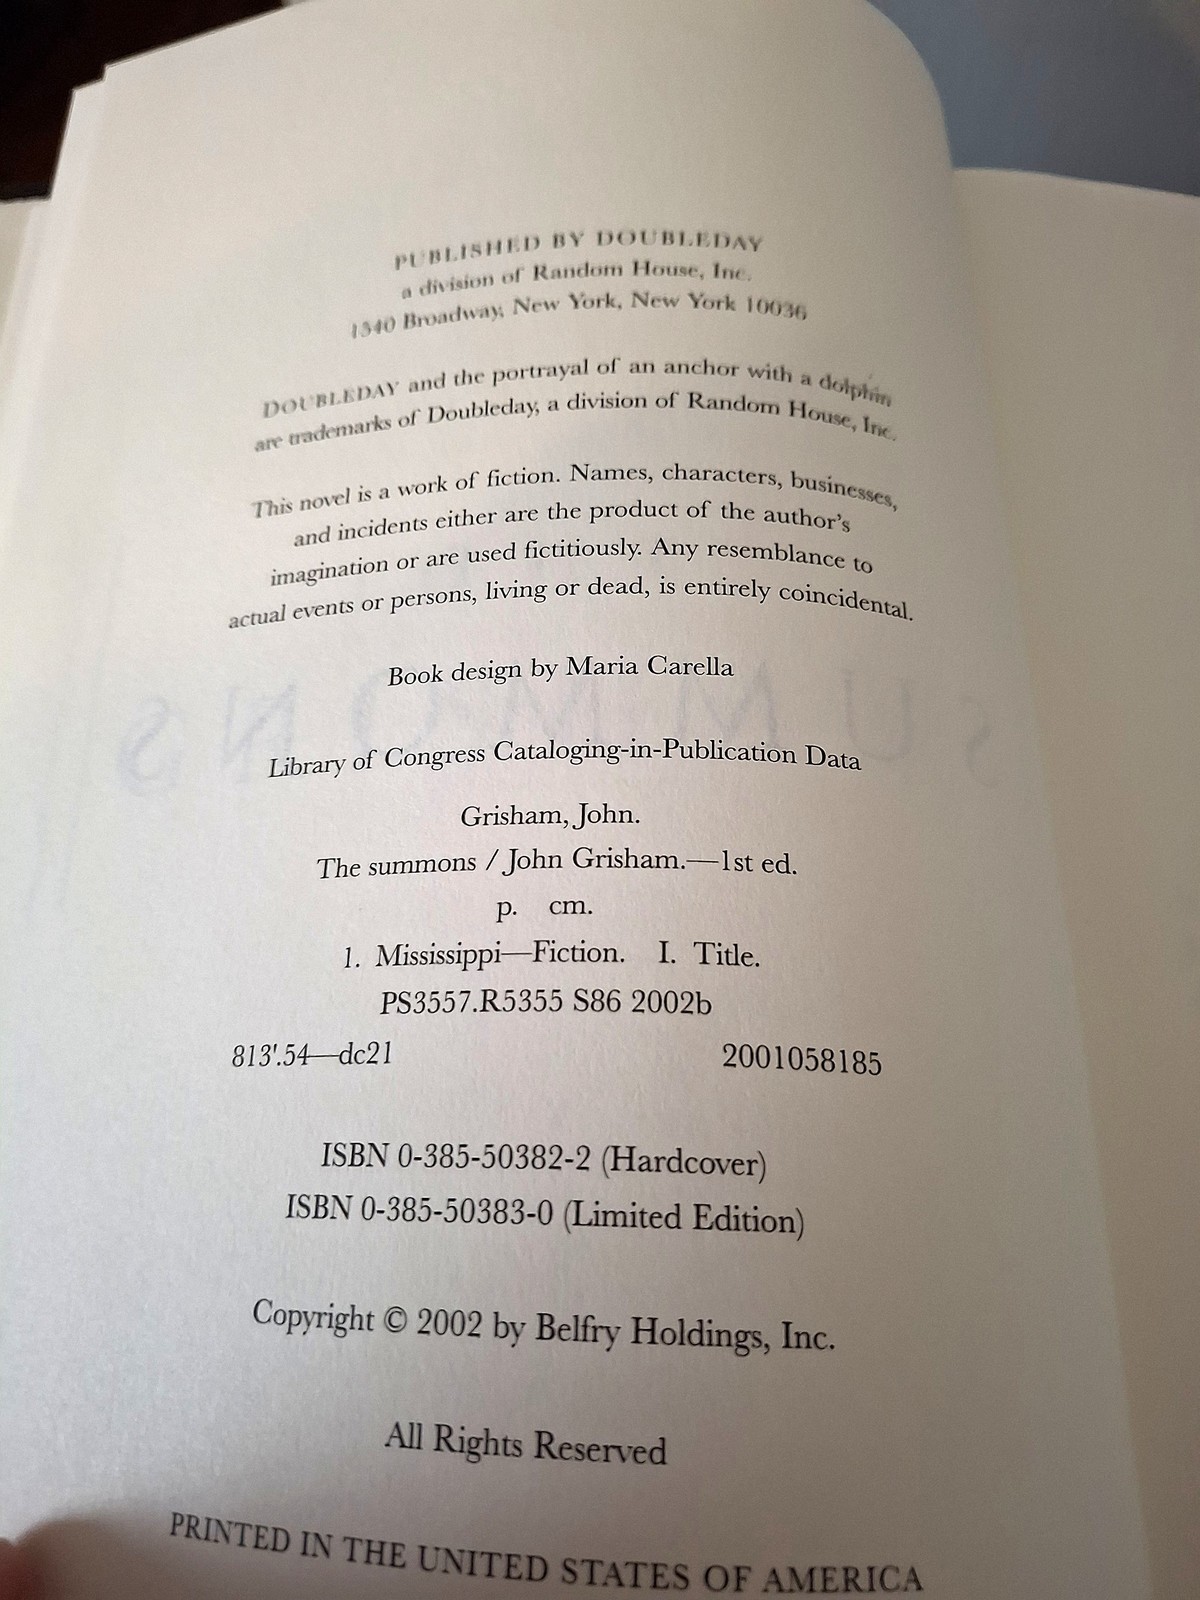 PUBLISHED BY DOUBLEDAY
a division of Random House, Inc.
1540 Broadway, New York, New York 10036
DOUBLEDAY and the portrayal of an anchor with a dolphin
are trademarks of Doubleday, a division of Random House, Inc.
This novel is a work of fiction. Names, characters, businesses,
and incidents either are the product of the author's
imagination or are used fictitiously. Any resemblance to
actual events or persons, living or dead, is entirely coincidental.
Book design by Maria Carella
SUMMONS
Library of Congress Cataloging-in-Publication Data
Grisham, John.
The summons / John Grisham.—1st ed.
p. cm.
1. Mississippi—Fiction. I. Title.
PS3557.R5355 S86 2002b
813'.54—dc21 2001058185
ISBN 0-385-50382-2 (Hardcover)
ISBN 0-385-50383-0 (Limited Edition)
Copyright © 2002 by Belfry Holdings, Inc.
All Rights Reserved
PRINTED IN THE UNITED STATES OF AMERICA